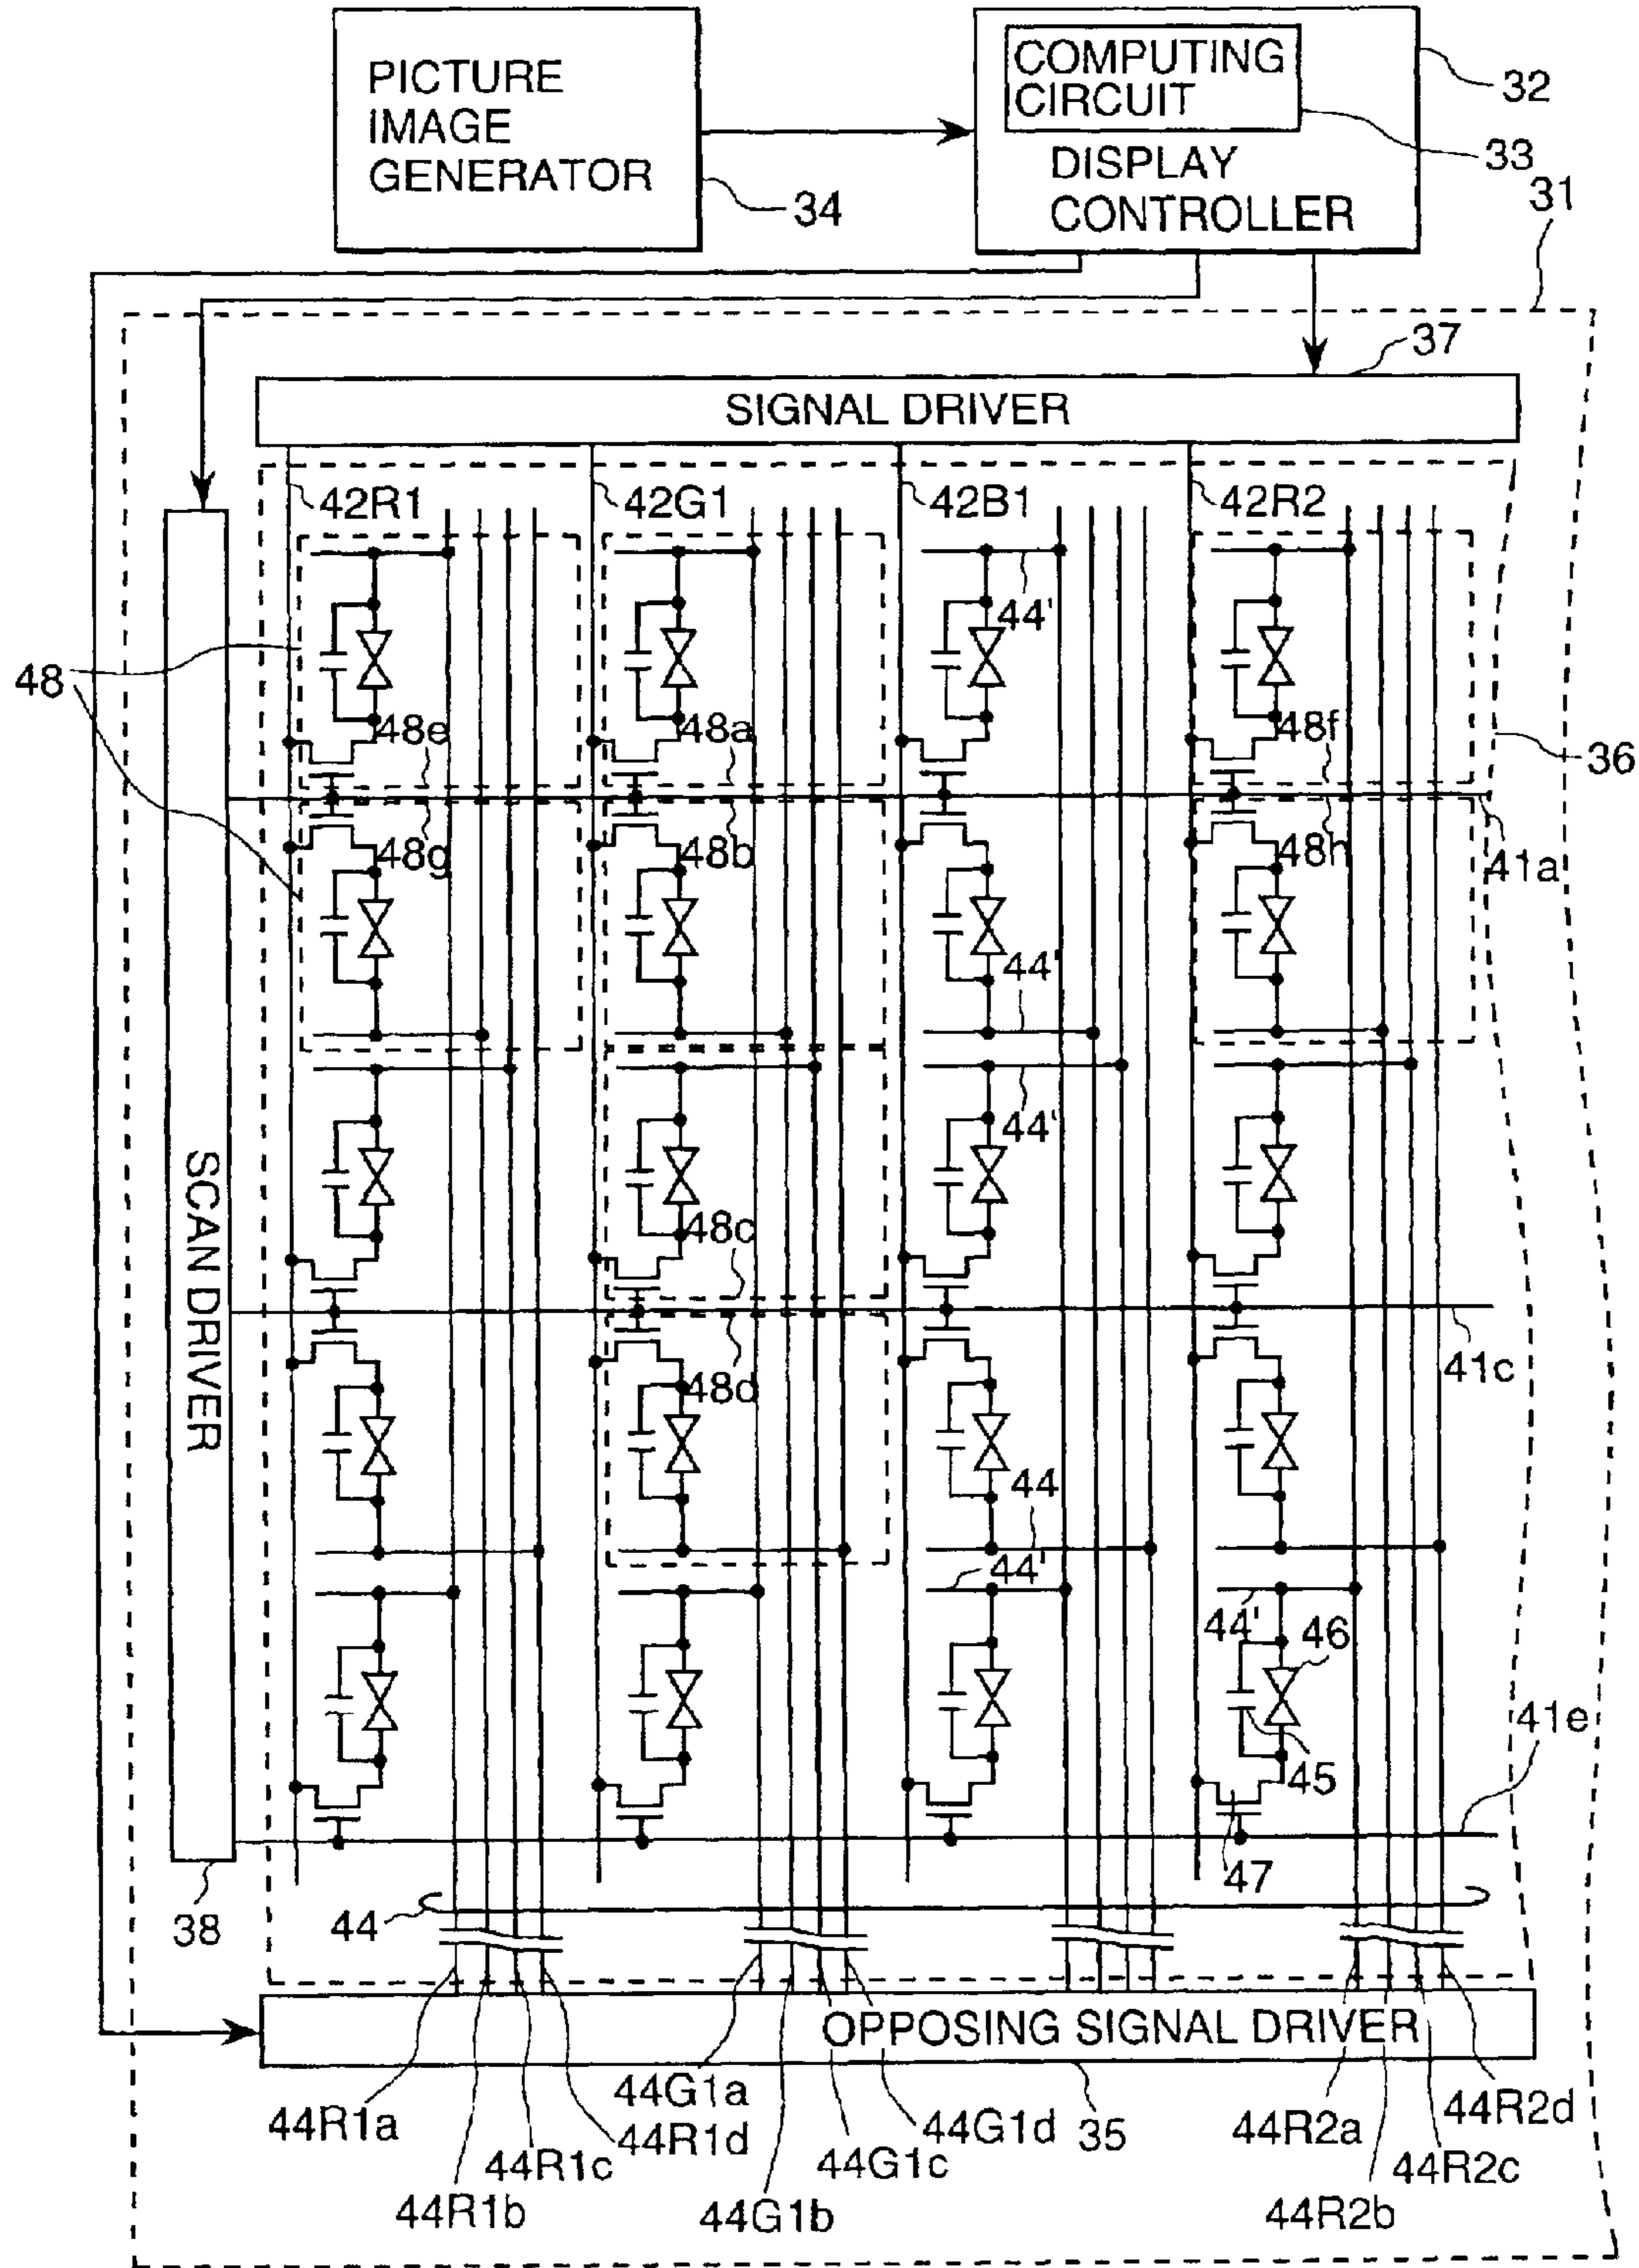 PICTURE
IMAGE
GENERATOR
34
COMPUTING
CIRCUIT
DISPLAY
CONTROLLER
32
33
31
37
SIGNAL DRIVER
42R1
42G1
42B1
42R2
44'
48
48e
48a
48f
36
48g
48b
48h
41a
44'
44'
SCAN DRIVER
48c
48d
41c
44
44'
44'
46
41e
45
47
38
44
OPPOSING SIGNAL DRIVER
44R1a
44R1b
44R1c
44R1d
44G1a
44G1b
44G1c
44G1d
35
44R2a
44R2b
44R2c
44R2d